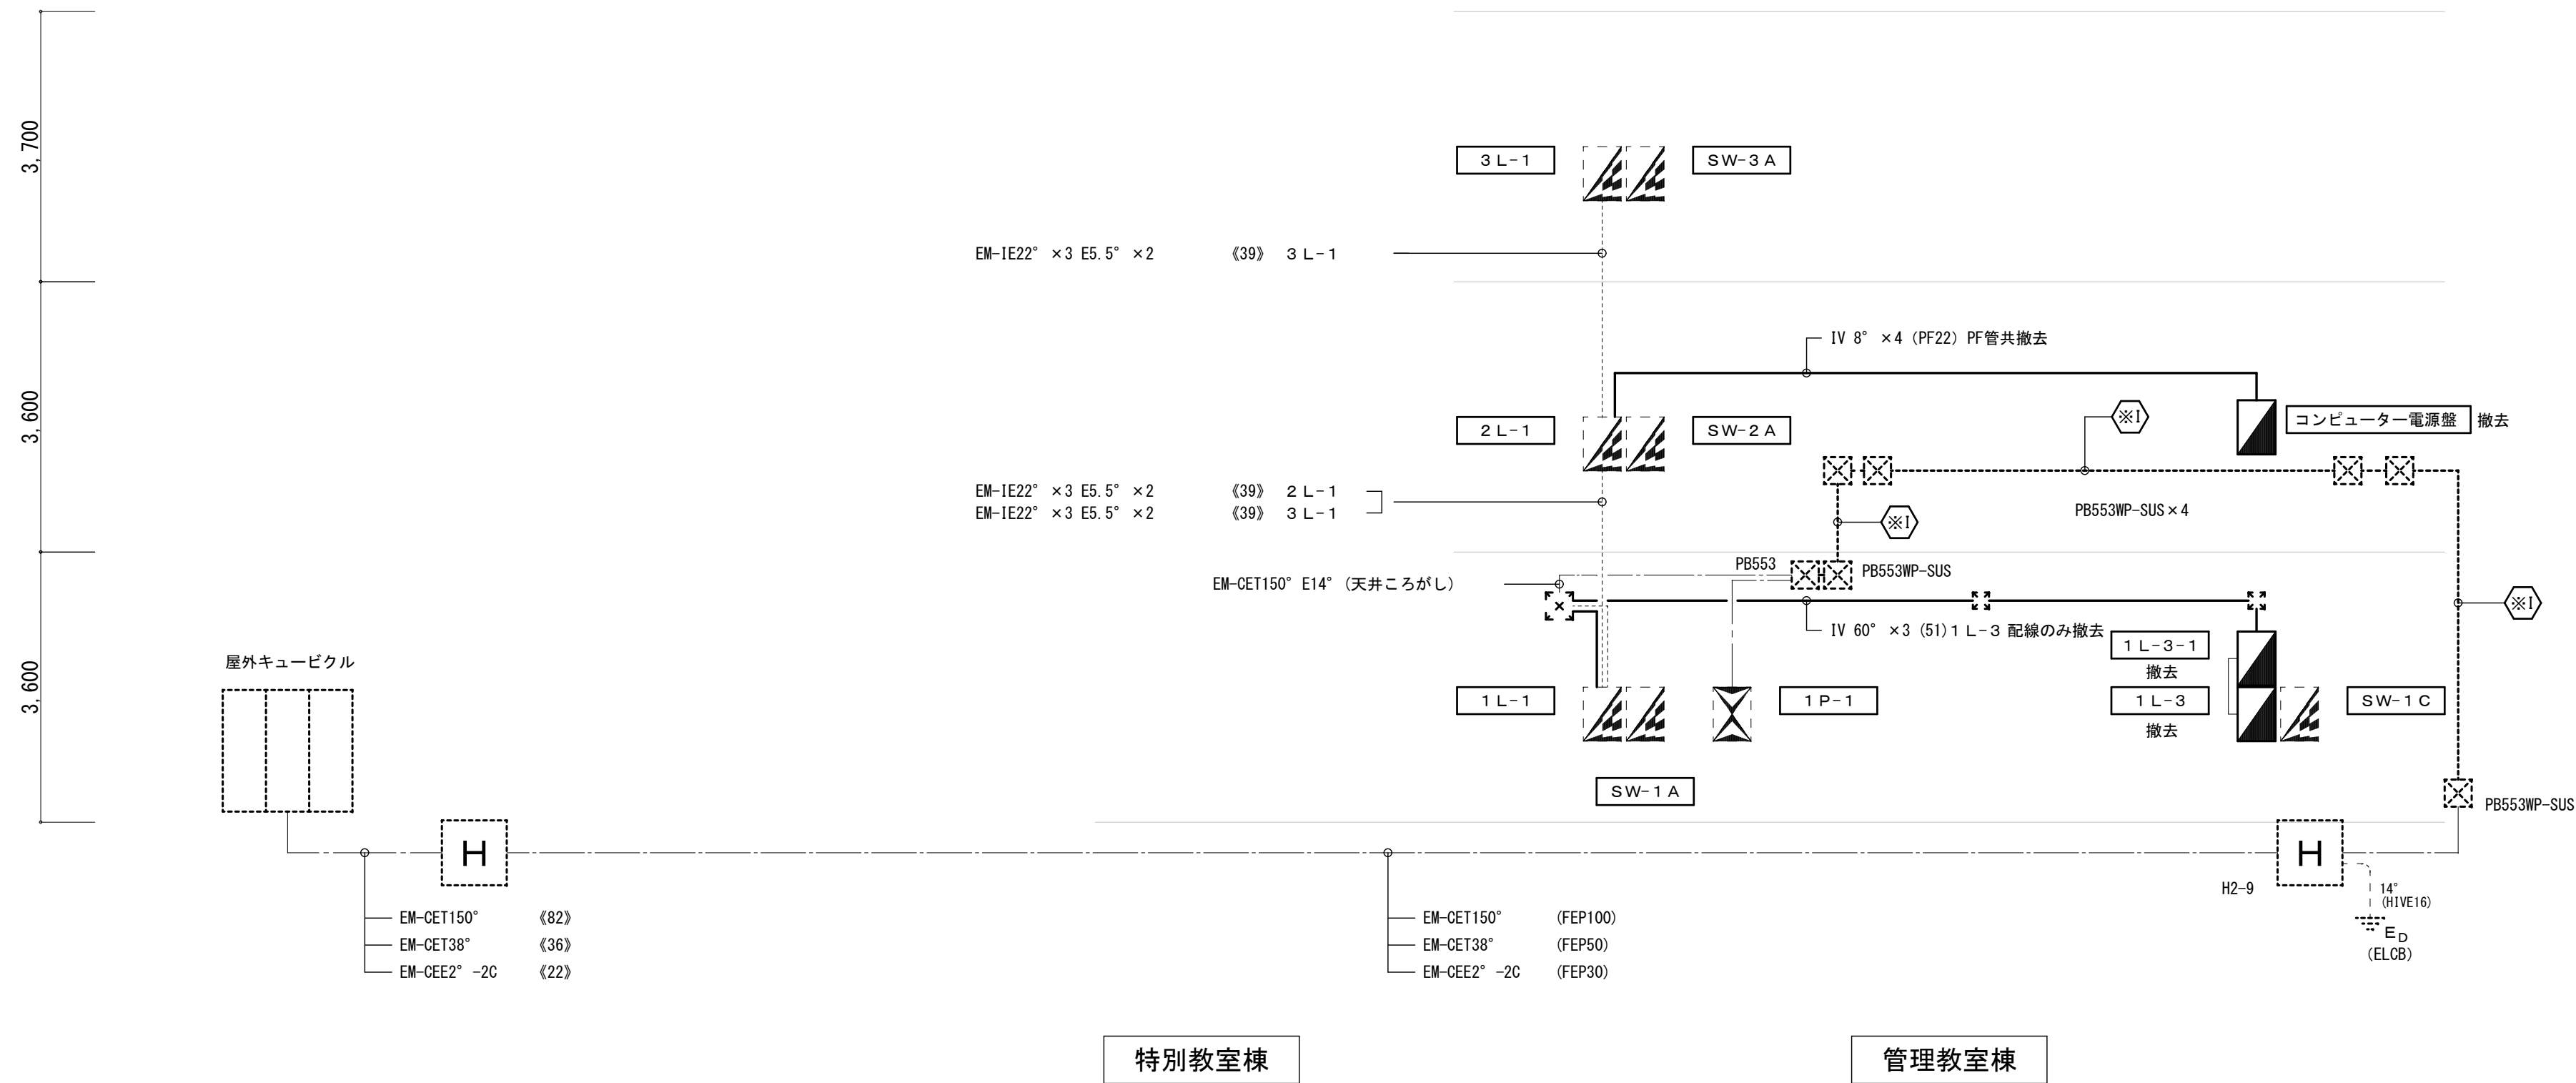 3,700
３Ｌ-１
ＳＷ-３Ａ
EM-IE22° ×3 E5.5° ×2 《39》 ３Ｌ-１
IV 8° ×4 (PF22) PF管共撤去
3,600
２Ｌ-１
ＳＷ-２Ａ
※I
コンピューター電源盤 撤去
EM-IE22° ×3 E5.5° ×2 《39》 ２Ｌ-１
EM-IE22° ×3 E5.5° ×2 《39》 ３Ｌ-１
PB553WP-SUS×4
※I
PB553
H
PB553WP-SUS
EM-CET150° E14° (天井ころがし)
※I
IV 60° ×3 (51)１Ｌ-３ 配線のみ撤去
１Ｌ-３-１
撤去
屋外キュービクル
3,600
１Ｌ-１
１Ｐ-１
１Ｌ-３
撤去
ＳＷ-１Ｃ
ＳＷ-１Ａ
PB553WP-SUS
H
H
H2-9
14°
(HIVE16)
ED
(ELCB)
EM-CET150° 《82》
EM-CET38° 《36》
EM-CEE2° -2C 《22》
EM-CET150° (FEP100)
EM-CET38° (FEP50)
EM-CEE2° -2C (FEP30)
特別教室棟
管理教室棟